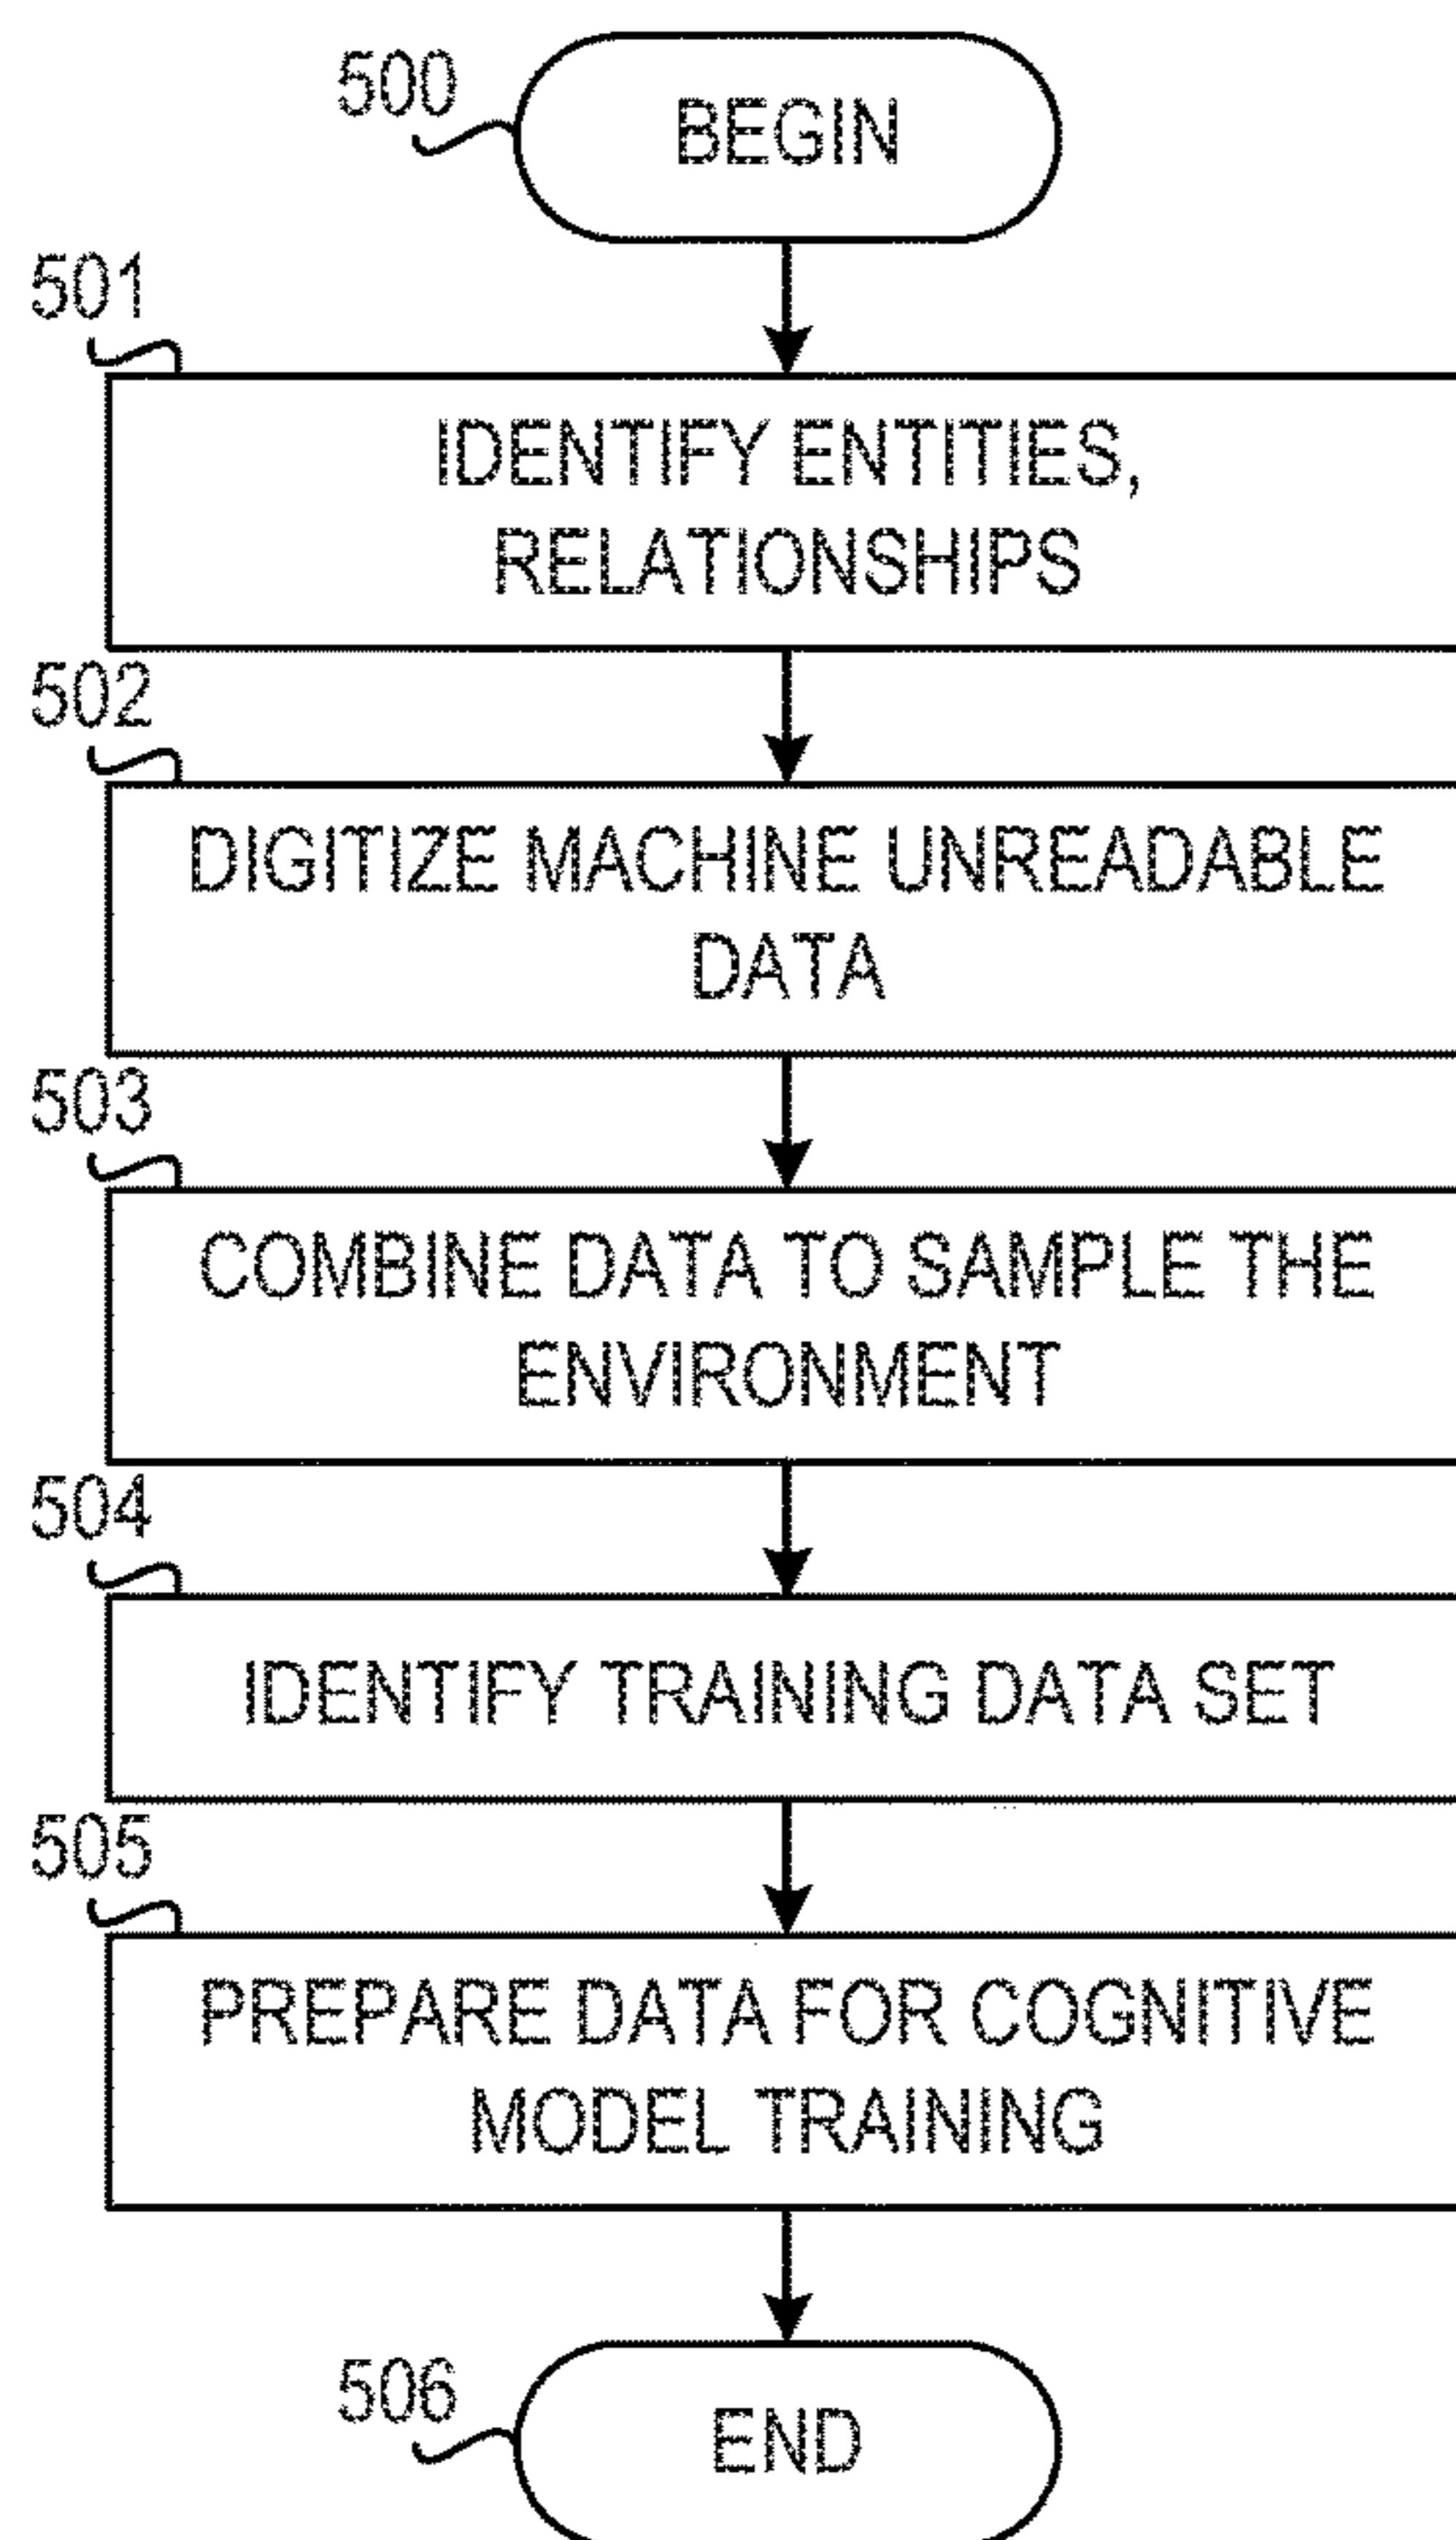 500
BEGIN
501
IDENTIFY ENTITIES,
RELATIONSHIPS
502
DIGITIZE MACHINE UNREADABLE
DATA
503
COMBINE DATA TO SAMPLE THE
ENVIRONMENT
504
IDENTIFY TRAINING DATA SET
505
PREPARE DATA FOR COGNITIVE
MODEL TRAINING
506
END